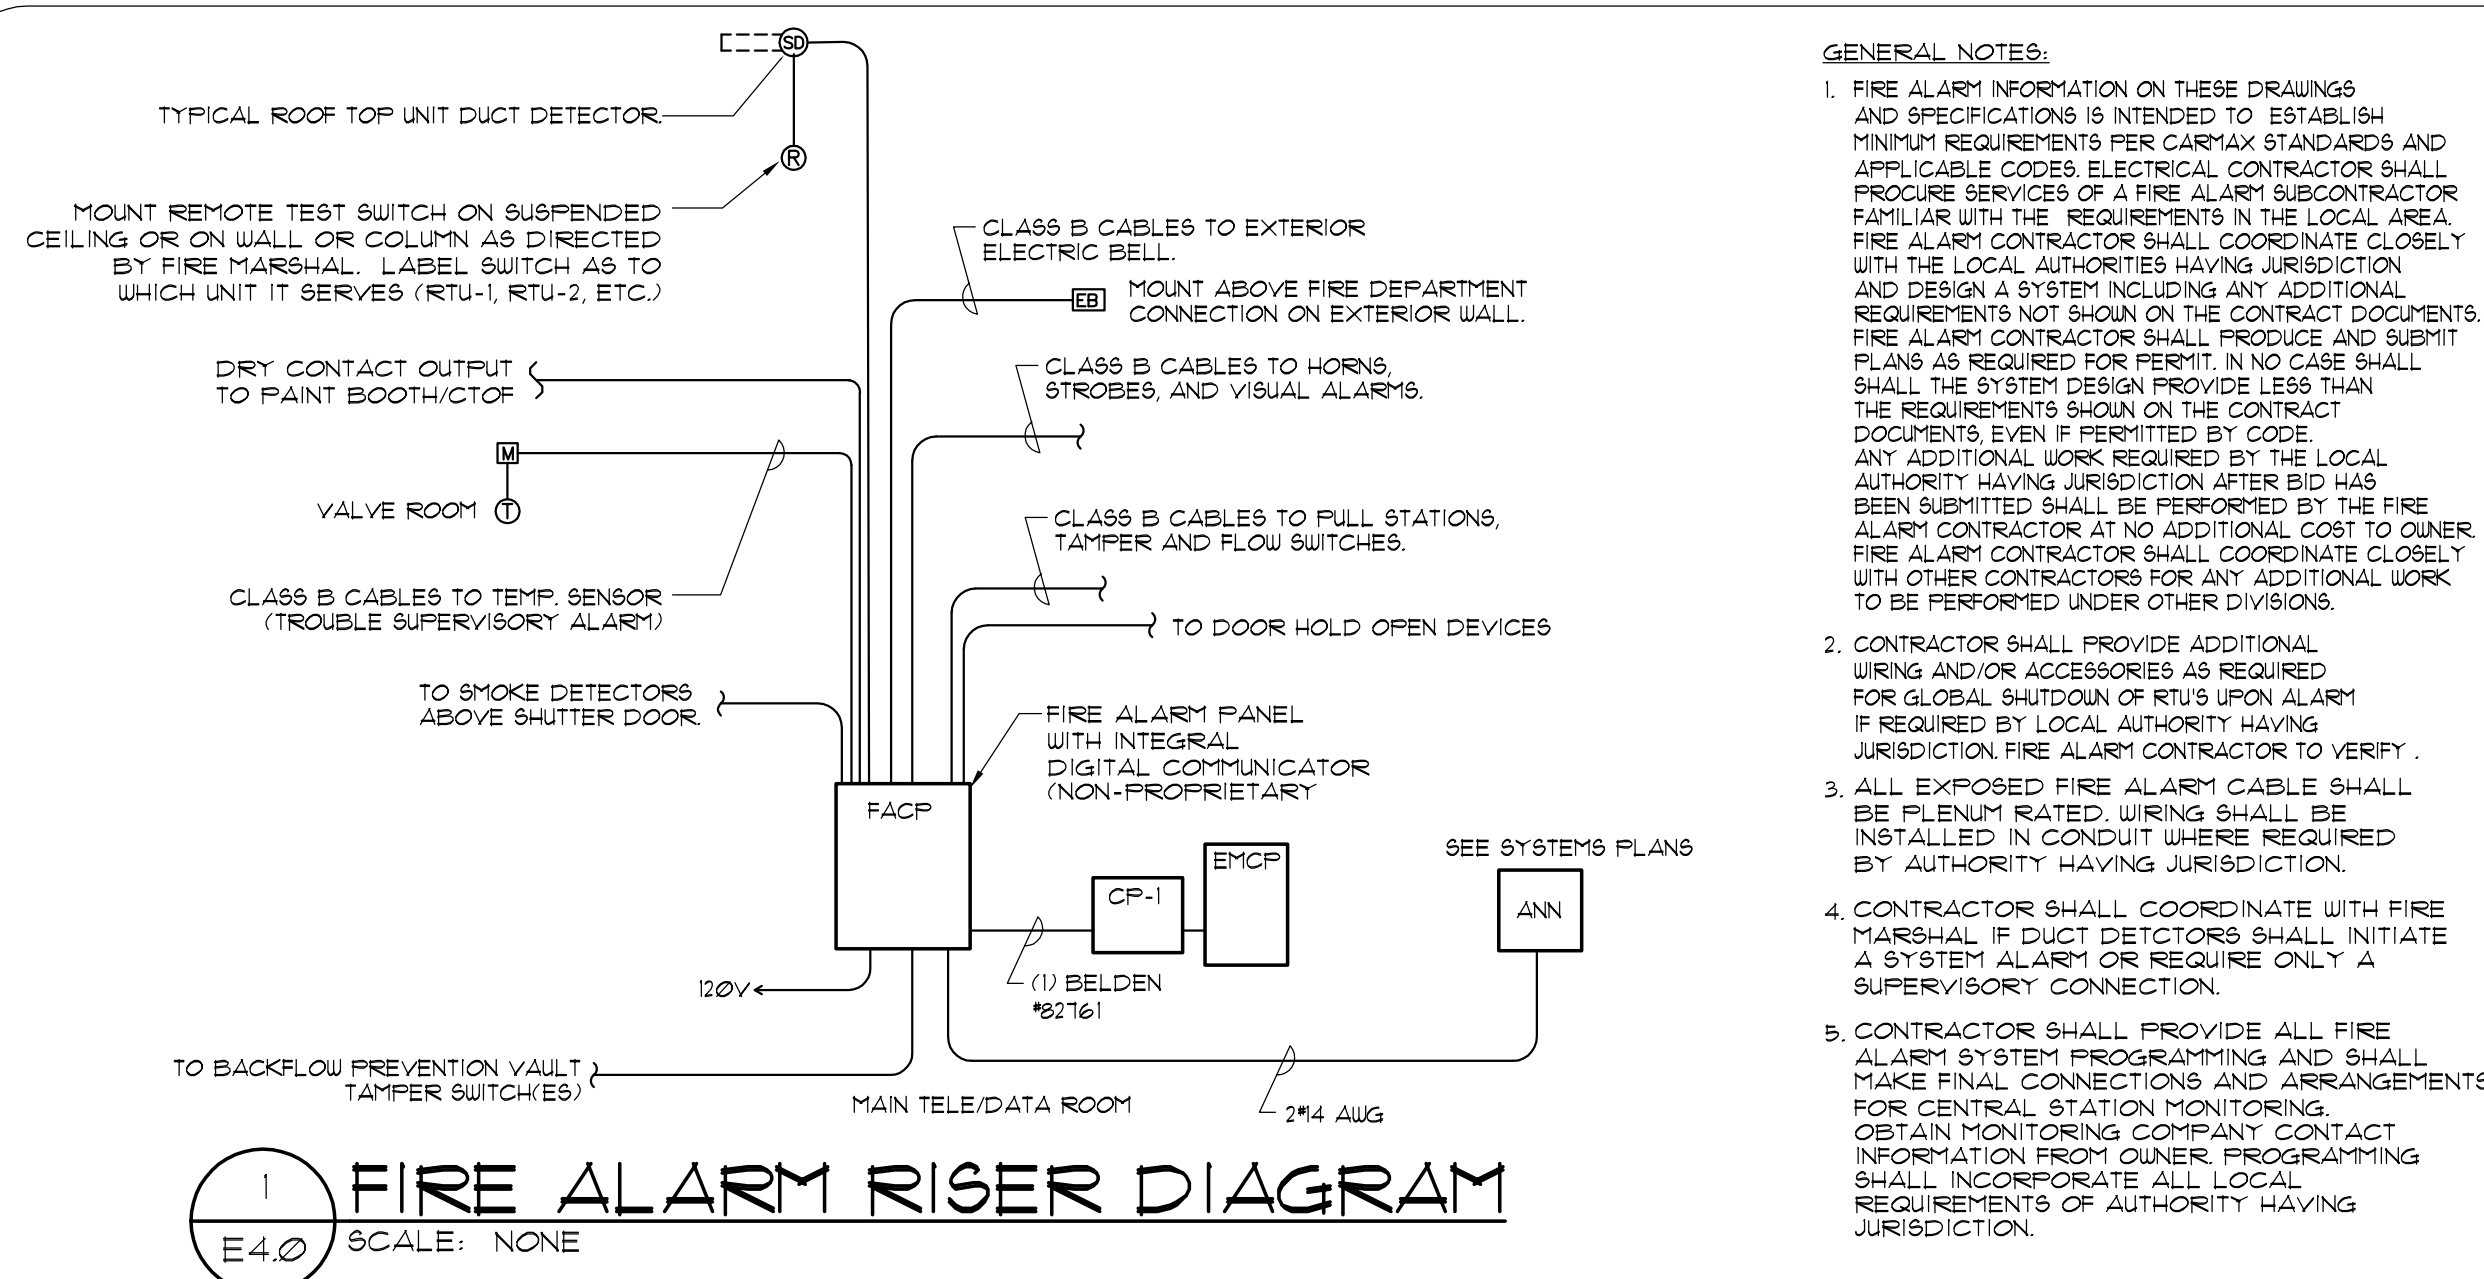 SD
TYPICAL ROOF TOP UNIT DUCT DETECTOR.
R
MOUNT REMOTE TEST SWITCH ON SUSPENDED
CEILING OR ON WALL OR COLUMN AS DIRECTED
BY FIRE MARSHAL. LABEL SWITCH AS TO
WHICH UNIT IT SERVES (RTU-1, RTU-2, ETC.)
CLASS B CABLES TO EXTERIOR
ELECTRIC BELL.
EB
MOUNT ABOVE FIRE DEPARTMENT
CONNECTION ON EXTERIOR WALL.
DRY CONTACT OUTPUT
TO PAINT BOOTH/CTOF
CLASS B CABLES TO HORNS,
STROBES, AND VISUAL ALARMS.
M
VALVE ROOM
T
CLASS B CABLES TO PULL STATIONS,
TAMPER AND FLOW SWITCHES.
CLASS B CABLES TO TEMP. SENSOR
(TROUBLE SUPERVISORY ALARM)
TO DOOR HOLD OPEN DEVICES
TO SMOKE DETECTORS
ABOVE SHUTTER DOOR.
FIRE ALARM PANEL
WITH INTEGRAL
DIGITAL COMMUNICATOR
(NON-PROPRIETARY
FACP
CP-1
EMCP
SEE SYSTEMS PLANS
ANN
120V
(1) BELDEN
#82761
TO BACKFLOW PREVENTION VAULT
TAMPER SWITCH(ES)
MAIN TELE/DATA ROOM
2#14 AWG
1
E4.0
FIRE ALARM RISER DIAGRAM
SCALE: NONE
GENERAL NOTES:
1. FIRE ALARM INFORMATION ON THESE DRAWINGS
AND SPECIFICATIONS IS INTENDED TO ESTABLISH
MINIMUM REQUIREMENTS PER CARMAX STANDARDS AND
APPLICABLE CODES. ELECTRICAL CONTRACTOR SHALL
PROCURE SERVICES OF A FIRE ALARM SUBCONTRACTOR
FAMILIAR WITH THE REQUIREMENTS IN THE LOCAL AREA.
FIRE ALARM CONTRACTOR SHALL COORDINATE CLOSELY
WITH THE LOCAL AUTHORITIES HAVING JURISDICTION
AND DESIGN A SYSTEM INCLUDING ANY ADDITIONAL
REQUIREMENTS NOT SHOWN ON THE CONTRACT DOCUMENTS.
FIRE ALARM CONTRACTOR SHALL PRODUCE AND SUBMIT
PLANS AS REQUIRED FOR PERMIT. IN NO CASE SHALL
SHALL THE SYSTEM DESIGN PROVIDE LESS THAN
THE REQUIREMENTS SHOWN ON THE CONTRACT
DOCUMENTS, EVEN IF PERMITTED BY CODE.
ANY ADDITIONAL WORK REQUIRED BY THE LOCAL
AUTHORITY HAVING JURISDICTION AFTER BID HAS
BEEN SUBMITTED SHALL BE PERFORMED BY THE FIRE
ALARM CONTRACTOR AT NO ADDITIONAL COST TO OWNER.
FIRE ALARM CONTRACTOR SHALL COORDINATE CLOSELY
WITH OTHER CONTRACTORS FOR ANY ADDITIONAL WORK
TO BE PERFORMED UNDER OTHER DIVISIONS.
2. CONTRACTOR SHALL PROVIDE ADDITIONAL
WIRING AND/OR ACCESSORIES AS REQUIRED
FOR GLOBAL SHUTDOWN OF RTU'S UPON ALARM
IF REQUIRED BY LOCAL AUTHORITY HAVING
JURISDICTION. FIRE ALARM CONTRACTOR TO VERIFY .
3. ALL EXPOSED FIRE ALARM CABLE SHALL
BE PLENUM RATED. WIRING SHALL BE
INSTALLED IN CONDUIT WHERE REQUIRED
BY AUTHORITY HAVING JURISDICTION.
4. CONTRACTOR SHALL COORDINATE WITH FIRE
MARSHAL IF DUCT DETCTORS SHALL INITIATE
A SYSTEM ALARM OR REQUIRE ONLY A
SUPERVISORY CONNECTION.
5. CONTRACTOR SHALL PROVIDE ALL FIRE
ALARM SYSTEM PROGRAMMING AND SHALL
MAKE FINAL CONNECTIONS AND ARRANGEMENTS
FOR CENTRAL STATION MONITORING.
OBTAIN MONITORING COMPANY CONTACT
INFORMATION FROM OWNER. PROGRAMMING
SHALL INCORPORATE ALL LOCAL
REQUIREMENTS OF AUTHORITY HAVING
JURISDICTION.